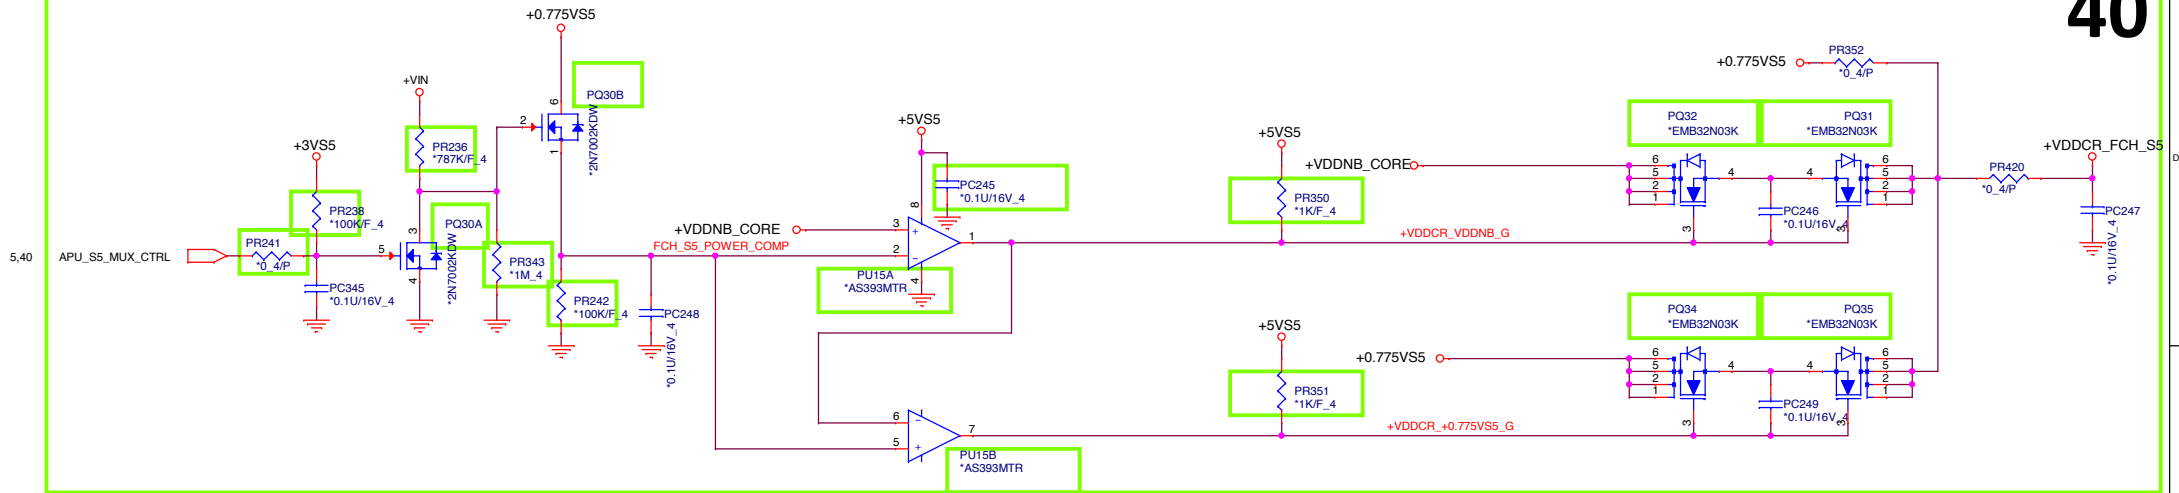 40
+0.775VS5
+VIN
+3VS5
PQ30B
*2N7002KDW
6
2
1
PR236
*787K/F_4
PR238
*100K/F_4
PR241
*0_4/P
5,40 APU_S5_MUX_CTRL
PC345
*0.1U/16V_4
PQ30A
*2N7002KDW
3
5
4
PR343
*1M_4
PR242
*100K/F_4
PC248
*0.1U/16V_4
+VDDNB_CORE
FCH_S5_POWER_COMP
+5VS5
PC245
*0.1U/16V_4
8
3
+
2
−
1
4
PU15A
*AS393MTR
6
−
5
+
7
PU15B
*AS393MTR
+5VS5
PR350
*1K/F_4
+VDDNB_CORE
+VDDCR_VDDNB_G
+5VS5
PR351
*1K/F_4
+0.775VS5
+VDDCR_+0.775VS5_G
+0.775VS5
PR352
*0_4/P
PQ32
*EMB32N03K
PQ31
*EMB32N03K
6
5
2
1
4
3
PC246
*0.1U/16V_4
4
3
6
5
2
1
PR420
*0_4/P
+VDDCR_FCH_S5
PC247
*0.1U/16V_4
D
PQ34
*EMB32N03K
PQ35
*EMB32N03K
6
5
2
1
4
3
PC249
*0.1U/16V_4
4
3
6
5
2
1